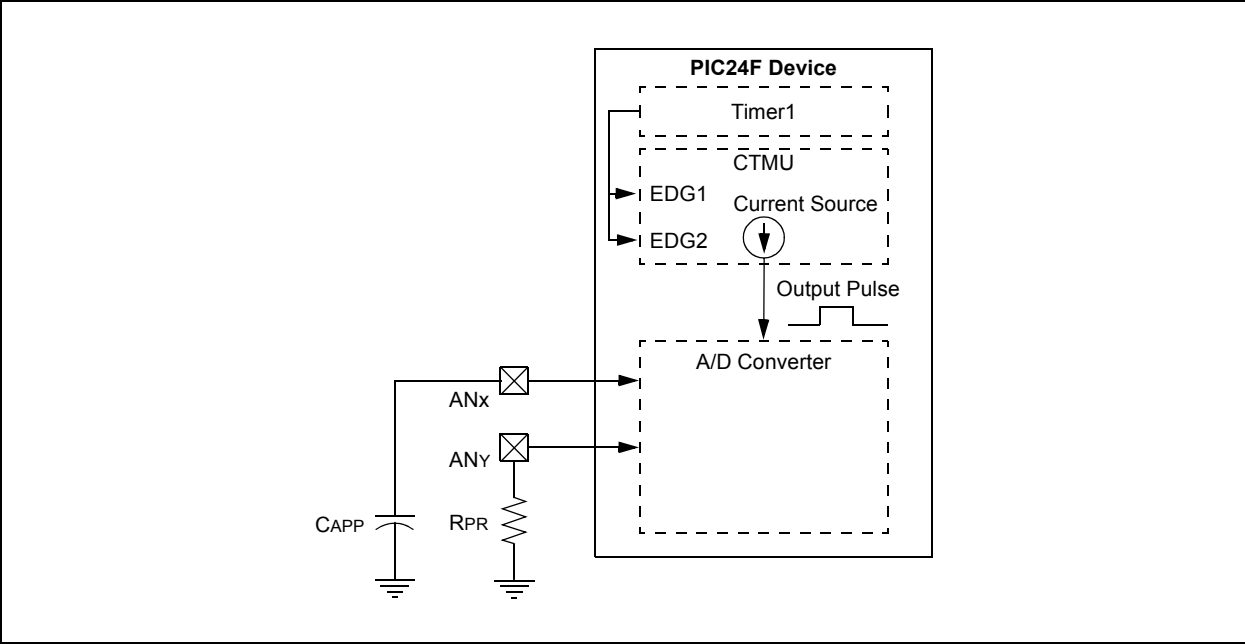 PIC24F Device
Timer1
CTMU
EDG1
Current Source
EDG2
Output Pulse
A/D Converter
ANx
ANY
CAPP
RPR